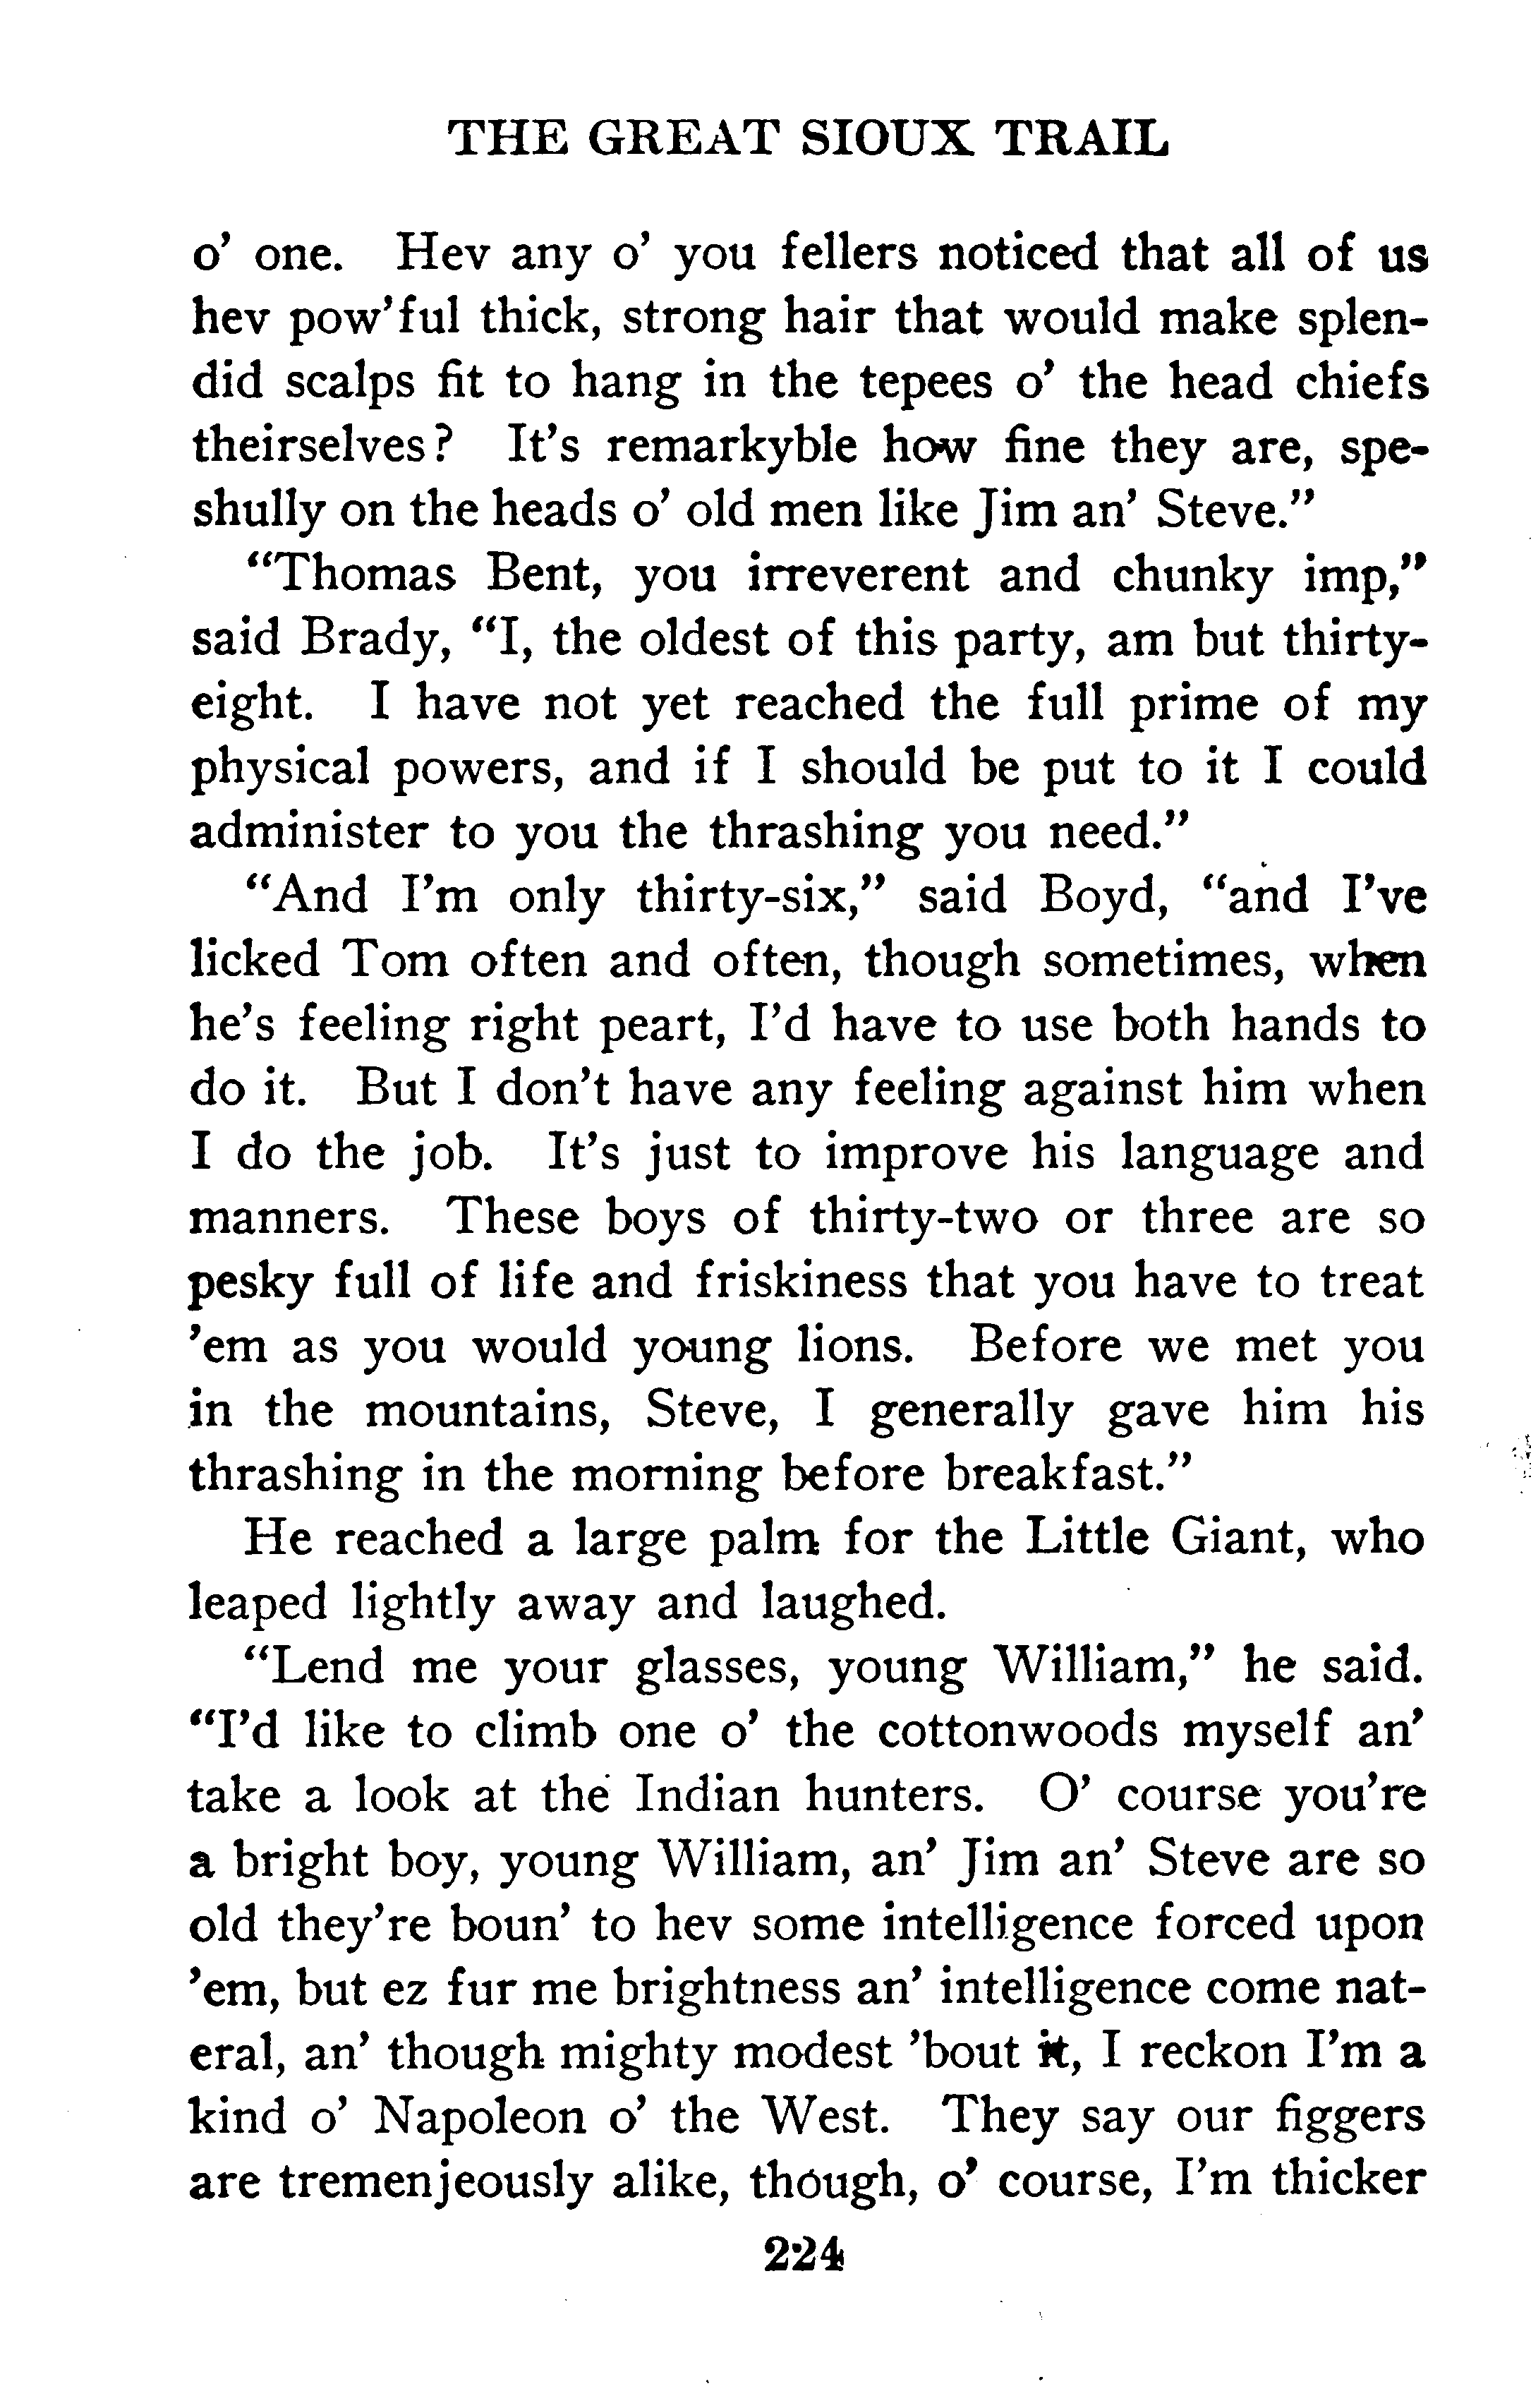 THE GREAT SIOUX TRAIL
o' one. Hev any o' you fellers noticed that all of us
hev pow'ful thick, strong hair that would make splen-
did scalps fit to hang in the tepees o' the head chiefs
theirselves? It's remarkyble how fine they are, spe-
shully on the heads o' old men like Jim an' Steve."
"Thomas Bent, you irreverent and chunky imp,"
said Brady, "I, the oldest of this party, am but thirty-
eight. I have not yet reached the full prime of my
physical powers, and if I should be put to it I could
administer to you the thrashing you need."
"And I'm only thirty-six," said Boyd, "and I've
licked Tom often and often, though sometimes, when
he's feeling right peart, I'd have to use both hands to
do it. But I don't have any feeling against him when
I do the job. It's just to improve his language and
manners. These boys of thirty-two or three are so
pesky full of life and friskiness that you have to treat
'em as you would young lions. Before we met you
in the mountains, Steve, I generally gave him his
thrashing in the morning before breakfast."
He reached a large palm for the Little Giant, who
leaped lightly away and laughed.
"Lend me your glasses, young William," he said.
"I'd like to climb one o' the cottonwoods myself an'
take a look at the Indian hunters. O' course you're
a bright boy, young William, an' Jim an' Steve are so
old they're boun' to hev some intelligence forced upon
'em, but ez fur me brightness an' intelligence come nat-
eral, an' though mighty modest 'bout it, I reckon I'm a
kind o' Napoleon o' the West. They say our figgers
are tremenjeously alike, though, o' course, I'm thicker
224